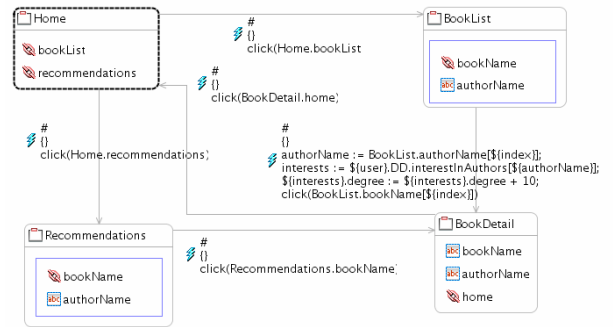 Home
bookList
recommendations
#
{}
click(Home.bookList
BookList
bookName
authorName
#
{}
click(BookDetail.home)
#
{}
click(Home.recommendations)
#
{}
authorName := BookList.authorName[${index}];
interests := ${user}.DD.interestInAuthors[${authorName}];
${interests}.degree := ${interests}.degree + 10;
click(BookList.bookName[${index}])
Recommendations
bookName
authorName
#
{}
click(Recommendations.bookName)
BookDetail
bookName
authorName
home